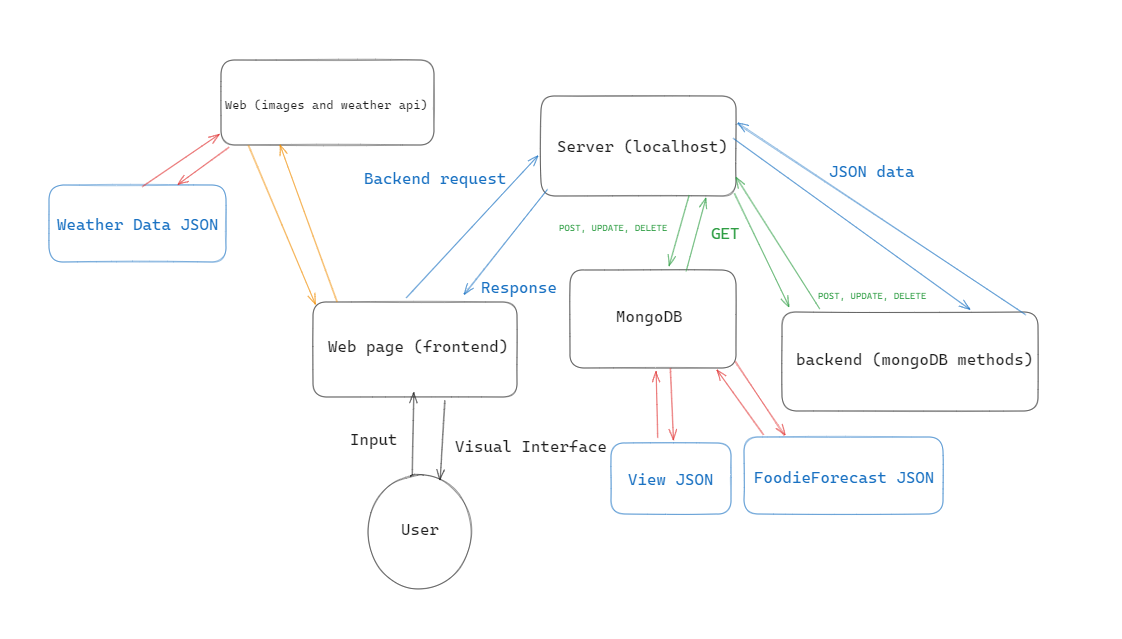 Web (images and weather api)
Server (localhost)
Backend request
JSON data
Weather Data JSON
POST, UPDATE, DELETE
GET
Response
POST, UPDATE, DELETE
MongoDB
Web page (frontend)
backend (mongoDB methods)
Input
Visual Interface
View JSON
FoodieForecast JSON
User